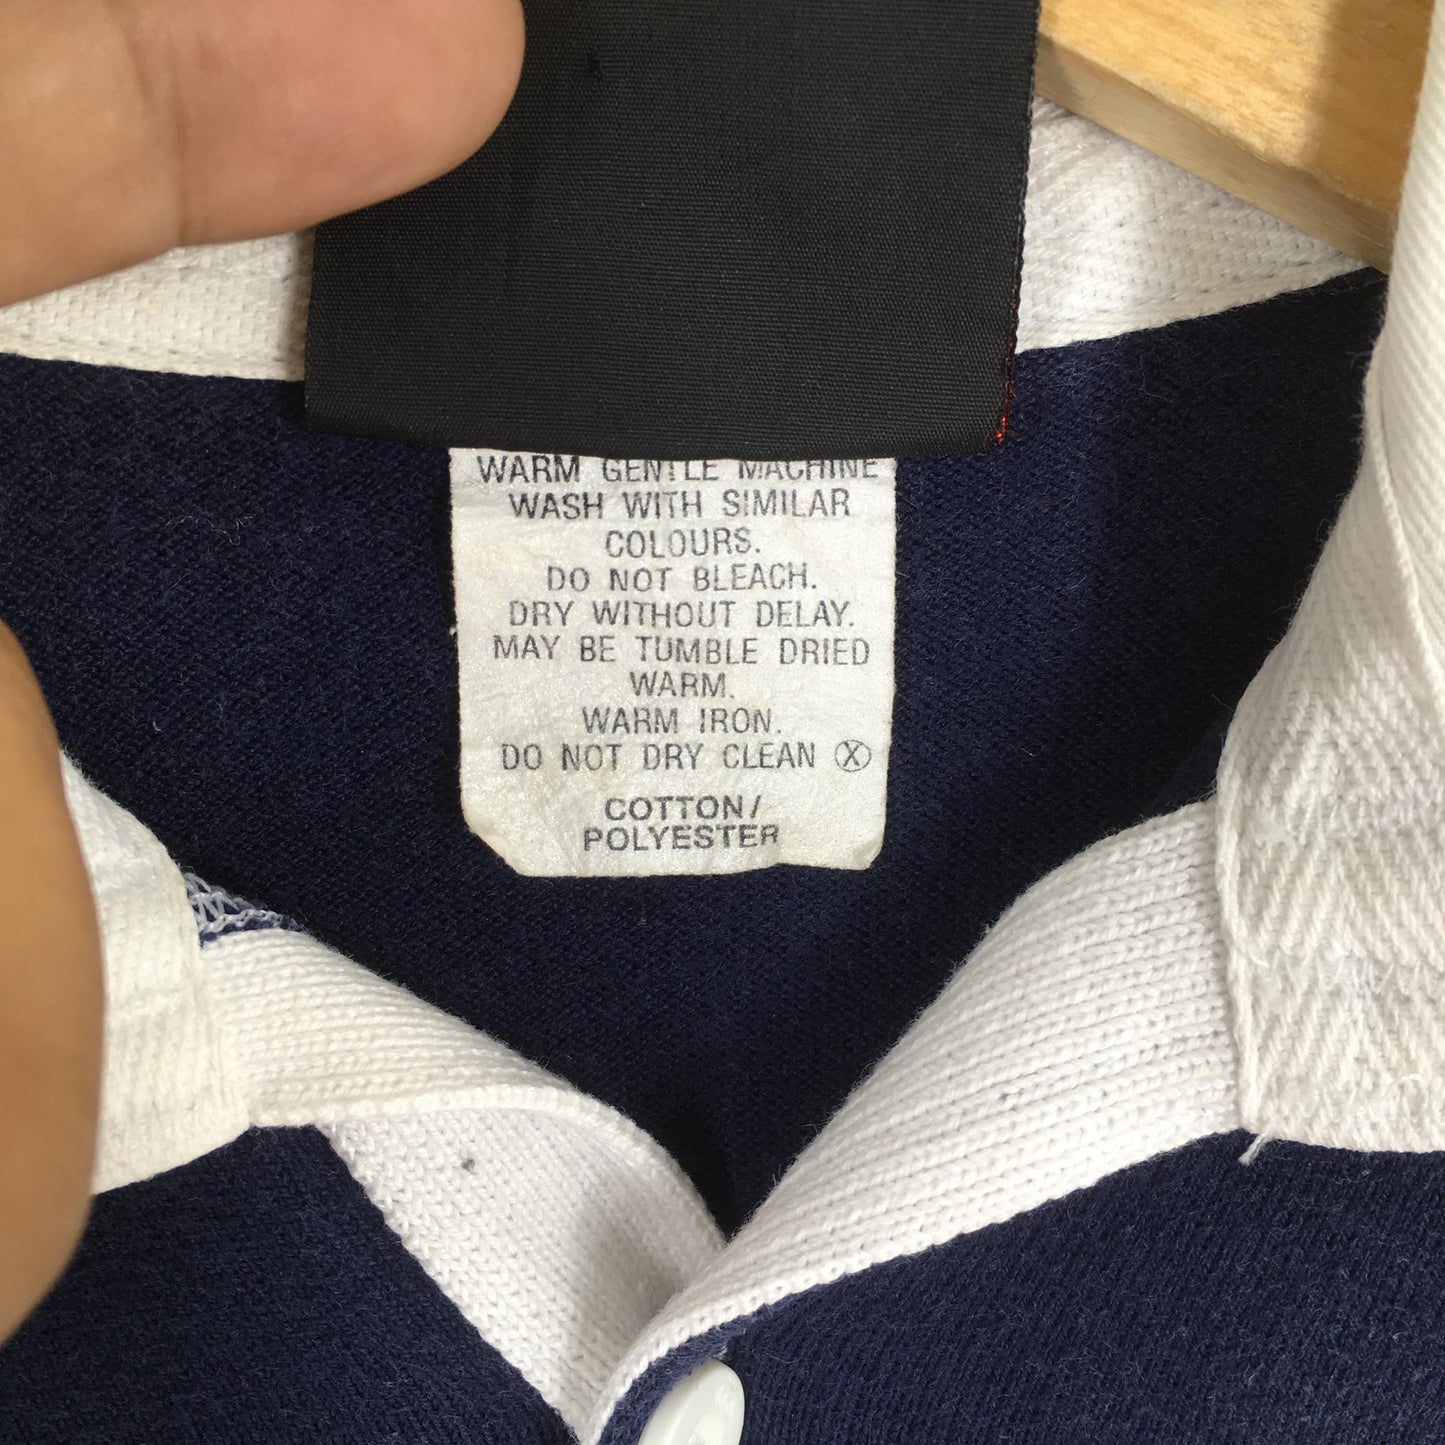 WARM GENTLE MACHINE
WASH WITH SIMILAR
COLOURS.
DO NOT BLEACH.
DRY WITHOUT DELAY.
MAY BE TUMBLE DRIED
WARM.
WARM IRON.
DO NOT DRY CLEAN Ⓧ
COTTON/
POLYESTER